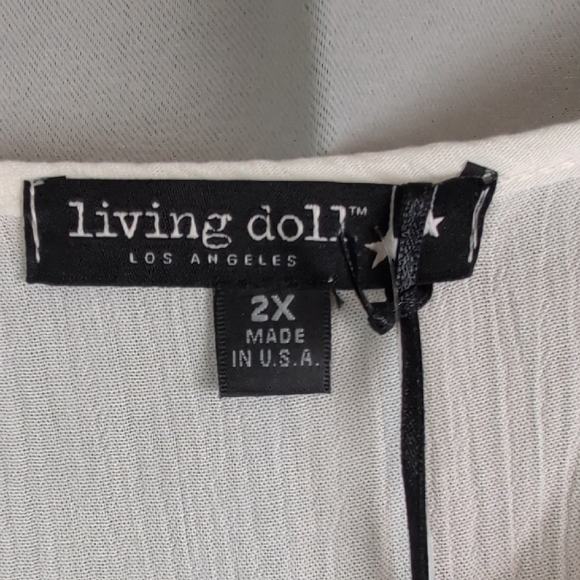 living doll™
LOS ANGELES
2X
MADE
IN U.S.A.